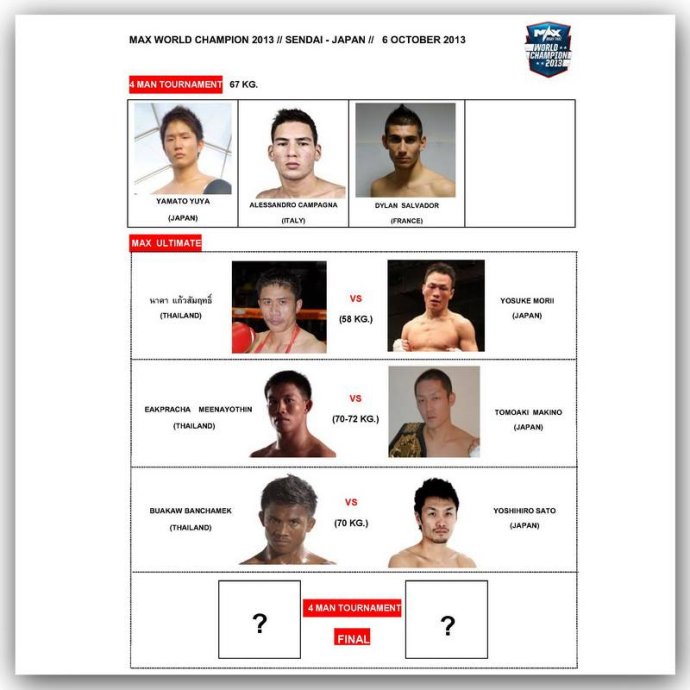 MAX WORLD CHAMPION 2013 // SENDAI - JAPAN // 6 OCTOBER 2013
MAX
MUAY THAI
WORLD
CHAMPION
2013
4 MAN TOURNAMENT 67 KG.
YAMATO YUYA
(JAPAN)
ALESSANDRO CAMPAGNA
(ITALY)
DYLAN SALVADOR
(FRANCE)
MAX ULTIMATE
นาคา แก้วสัมฤทธิ์
(THAILAND)
VS
(58 KG.)
YOSUKE MORII
(JAPAN)
EAKPRACHA MEENAYOTHIN
(THAILAND)
VS
(70-72 KG.)
TOMOAKI MAKINO
(JAPAN)
BUAKAW BANCHAMEK
(THAILAND)
VS
(70 KG.)
YOSHIHIRO SATO
(JAPAN)
?
4 MAN TOURNAMENT
FINAL
?